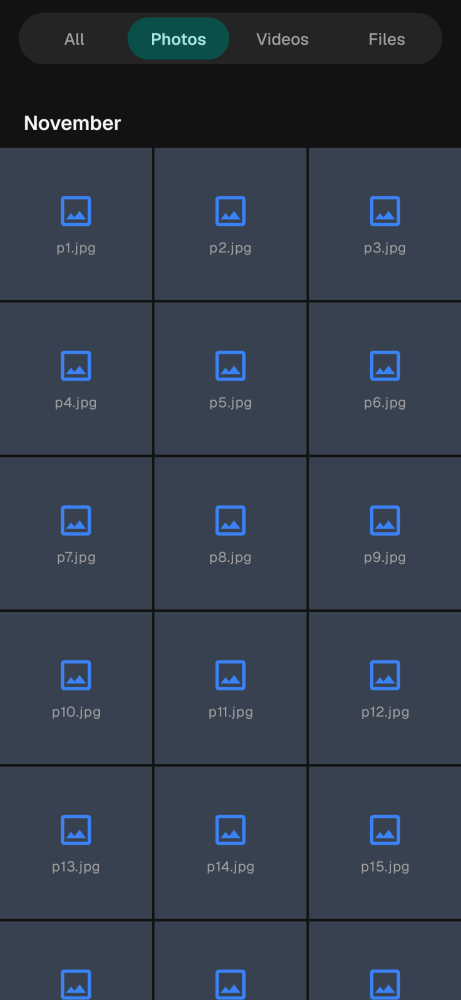 All Photos Videos Files
November
p1.jpg p2.jpg p3.jpg
p4.jpg p5.jpg p6.jpg
p7.jpg p8.jpg p9.jpg
p10.jpg p11.jpg p12.jpg
p13.jpg p14.jpg p15.jpg